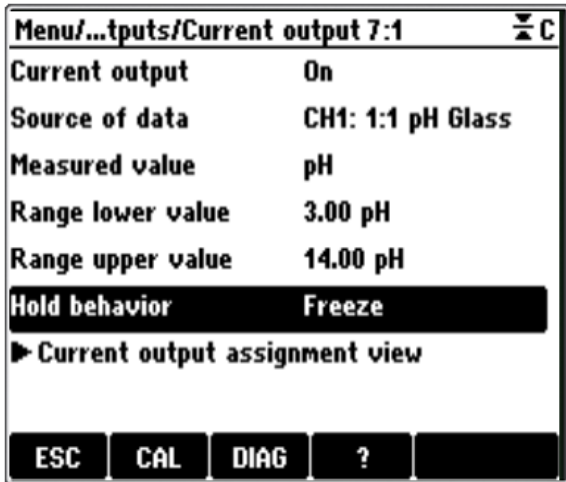 Menu/...tputs/Current output 7:1 C
Current output On
Source of data CH1: 1:1 pH Glass
Measured value pH
Range lower value 3.00 pH
Range upper value 14.00 pH
Hold behavior Freeze
Current output assignment view
ESC CAL DIAG ?